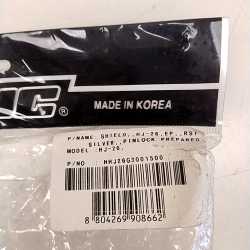 ®
MADE IN KOREA
P/NAME: SHIELD,,HJ-26,EP,,RST
SILVER,,PINLOCK PREPARED
MODEL :HJ-26,
P/NO : HHJ26G3001S00
8 804269 908662